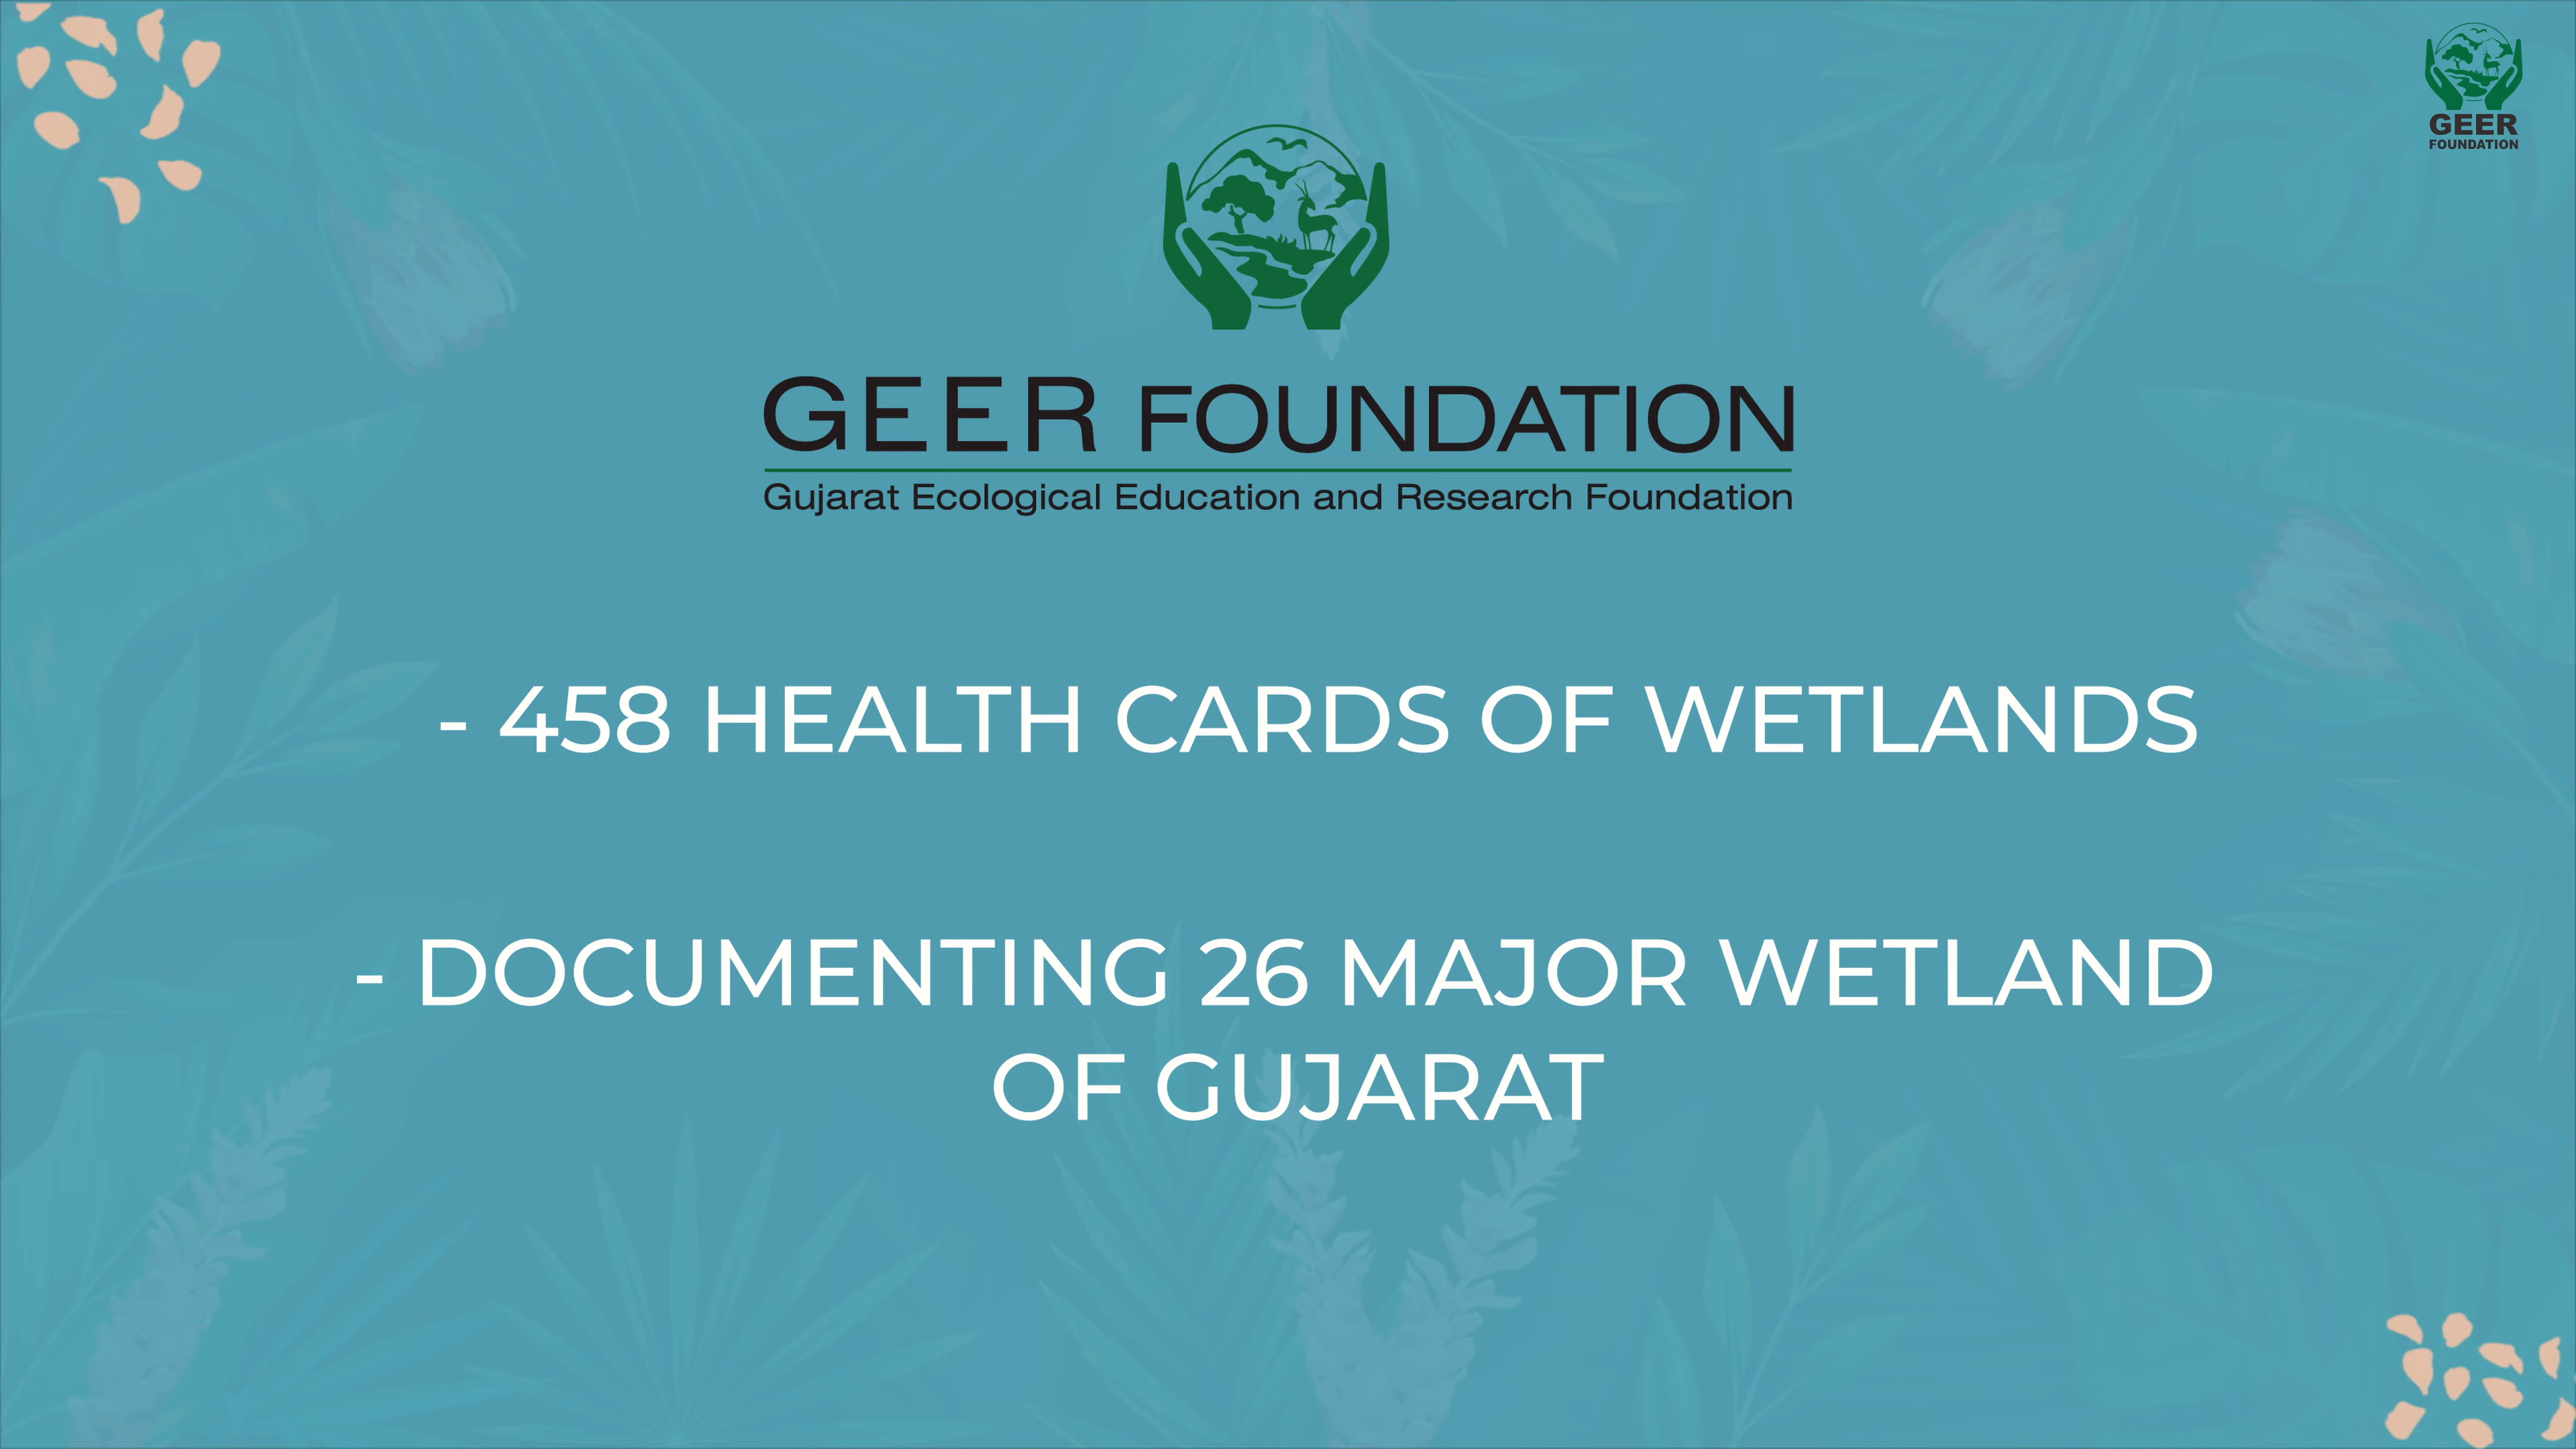 GEER
FOUNDATION
GEER FOUNDATION
Gujarat Ecological Education and Research Foundation
- 458 HEALTH CARDS OF WETLANDS
- DOCUMENTING 26 MAJOR WETLAND
OF GUJARAT